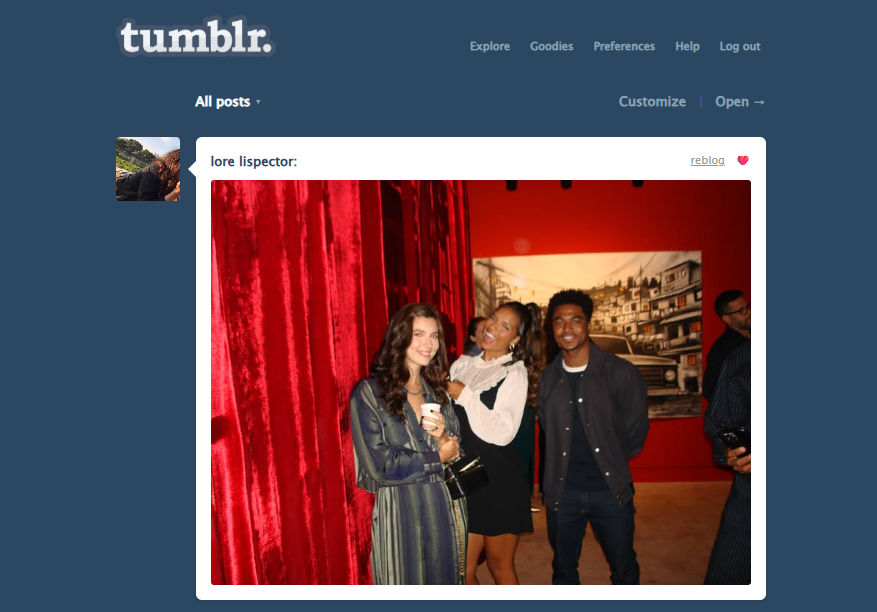 tumblr.
Explore Goodies Preferences Help Log out
All posts ▾ Customize | Open →
lore lispector: reblog